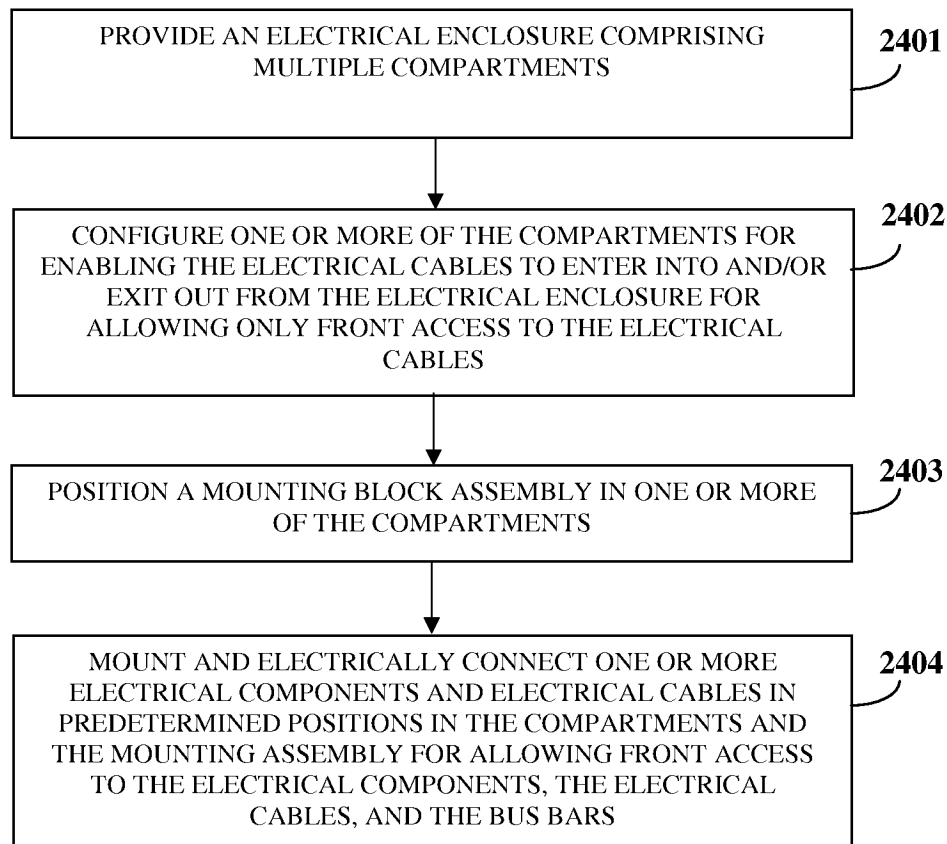 PROVIDE AN ELECTRICAL ENCLOSURE COMPRISING
MULTIPLE COMPARTMENTS
2401
CONFIGURE ONE OR MORE OF THE COMPARTMENTS FOR
ENABLING THE ELECTRICAL CABLES TO ENTER INTO AND/OR
EXIT OUT FROM THE ELECTRICAL ENCLOSURE FOR
ALLOWING ONLY FRONT ACCESS TO THE ELECTRICAL
CABLES
2402
POSITION A MOUNTING BLOCK ASSEMBLY IN ONE OR MORE
OF THE COMPARTMENTS
2403
MOUNT AND ELECTRICALLY CONNECT ONE OR MORE
ELECTRICAL COMPONENTS AND ELECTRICAL CABLES IN
PREDETERMINED POSITIONS IN THE COMPARTMENTS AND
THE MOUNTING ASSEMBLY FOR ALLOWING FRONT ACCESS
TO THE ELECTRICAL COMPONENTS, THE ELECTRICAL
CABLES, AND THE BUS BARS
2404